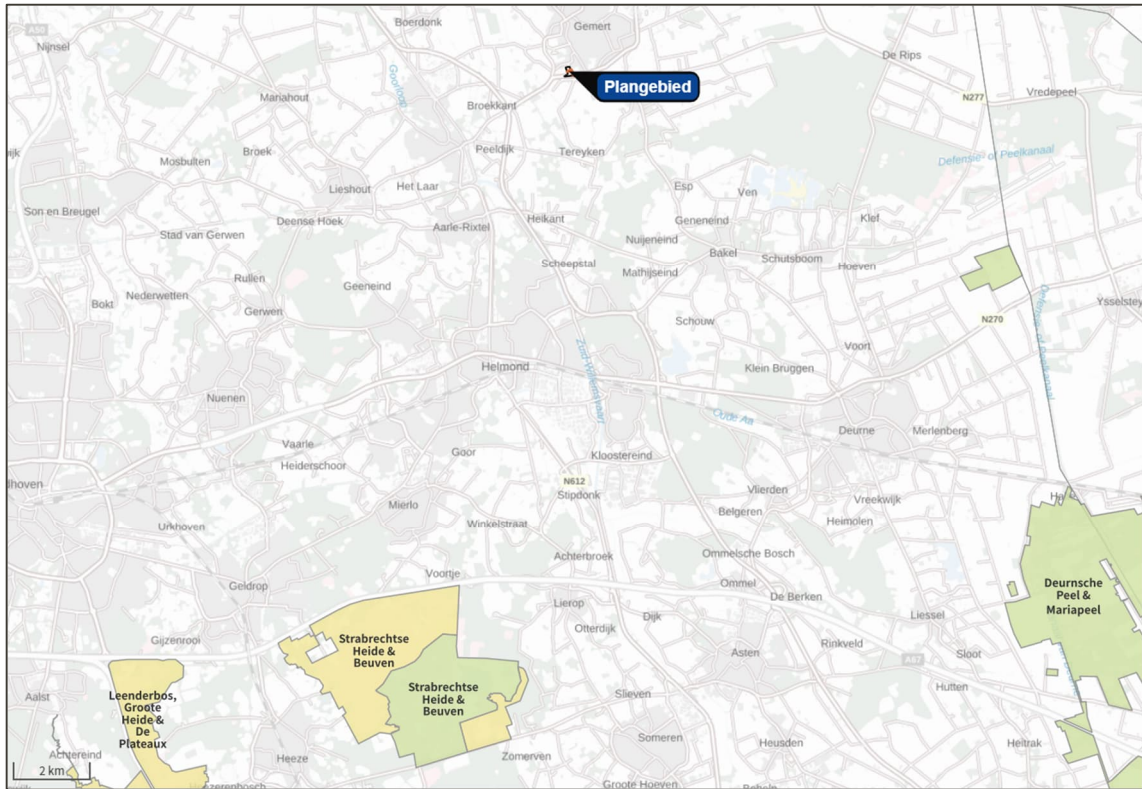 A50
Boerdonk
Gemert
Nijnsel
De Rips
Goorloop
Plangebied
Mariahout
N277
Vredepeel
Broekkant
Mosbulten
Broek
Peeldijk
Tereyken
Defensie- of Peelkanaal
Lieshout
Het Laar
Esp
Ven
Son en Breugel
Deense Hoek
Aarle-Rixtel
Heikant
Geneneind
Klef
Stad van Gerwen
Nuijeneind
Bakel
Schutsboom
Hoeven
Rullen
Scheepstal
Mathijseind
Geeneind
Bokt
Nederwetten
Gerwen
Ysselstey
Schouw
N270
Defensie- of Peelkanaal
Voort
Zuid-Willemsvaart
Helmond
Klein Bruggen
Nuenen
Oude Aa
Deurne
Merlenberg
Vaarle
Goor
Kloostereind
Heiderschoor
dhoven
N612
Stipdonk
Vlierden
Vreekwijk
Mierlo
Belgeren
Heimolen
Urkhoven
Winkelstraat
Achterbroek
Ommelsche Bosch
Voortje
Geldrop
Ommel
Deurnsche
Peel &
Mariapeel
De Berken
Lierop
Dijk
Liessel
Otterdijk
Gijzenrooi
Strabrechtse
Heide &
Beuven
Asten
Rinkveld
Sloot
A67
Strabrechtse
Heide &
Beuven
Hutten
Aalst
Leenderbos,
Groote
Heide &
De
Plateaux
Slieven
Someren
Heusden
Heitrak
Achtereind
Heeze
Zomerven
2 km
Groote Hoeven